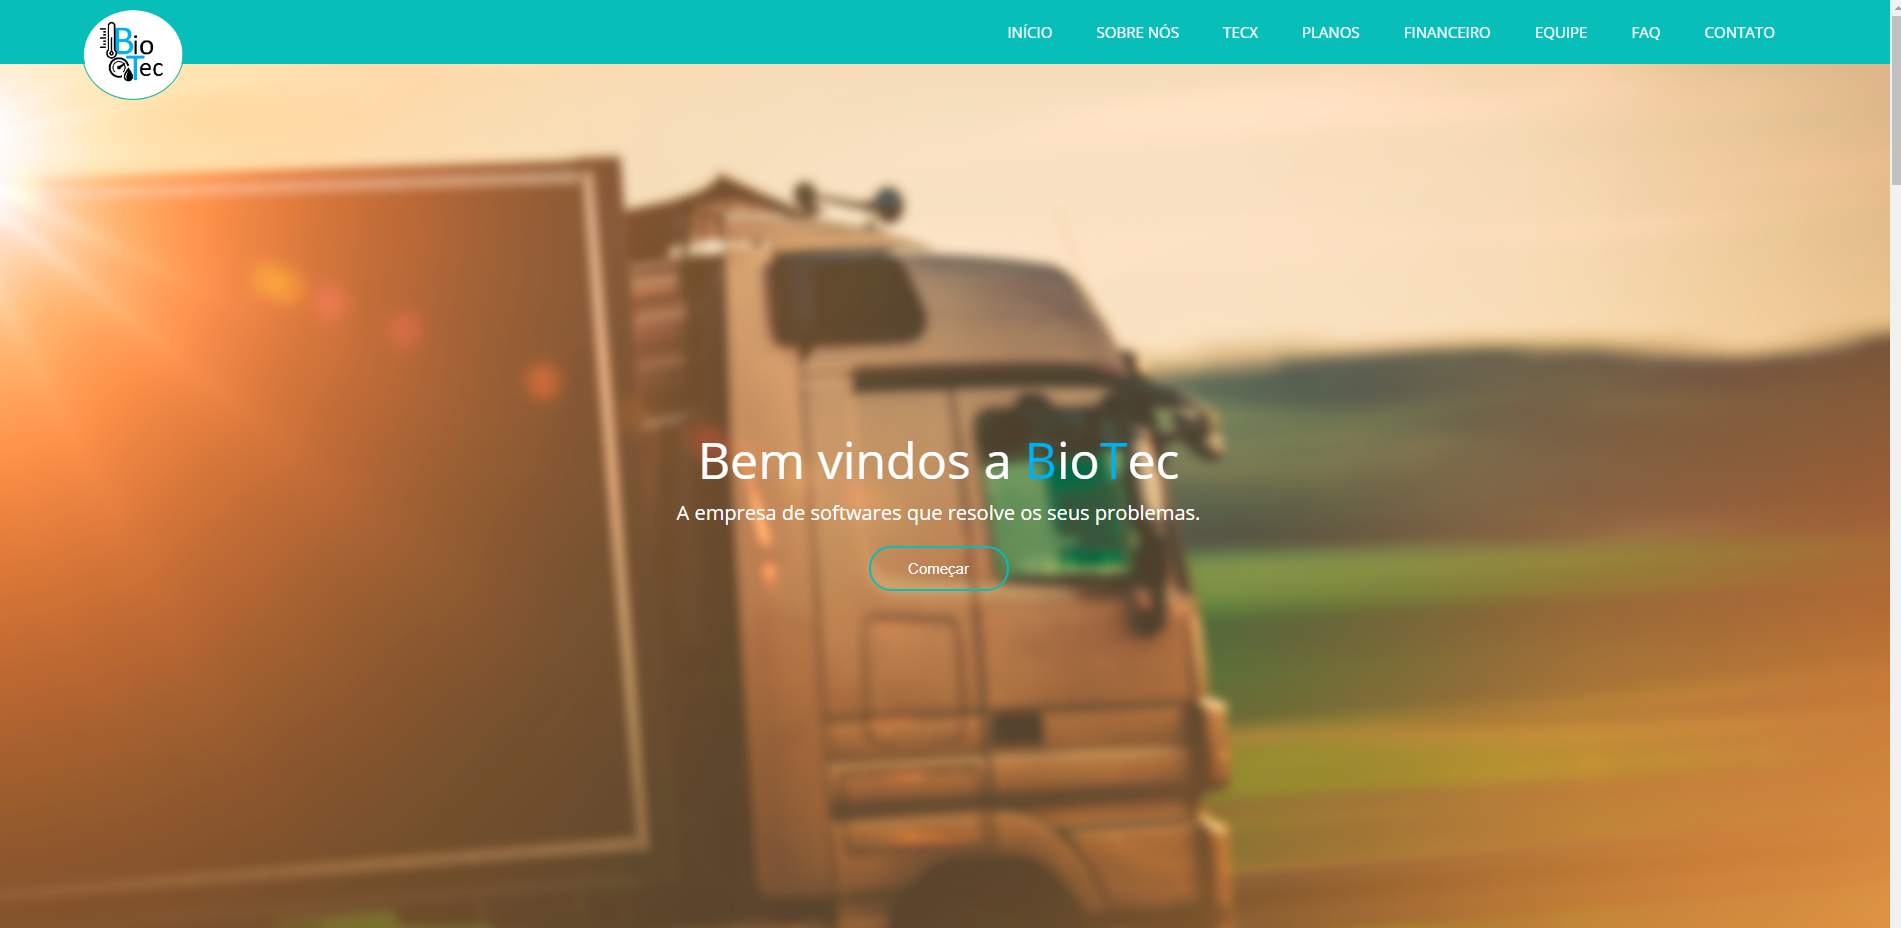 Bio
Tec
INÍCIO SOBRE NÓS TECX PLANOS FINANCEIRO EQUIPE FAQ CONTATO
Bem vindos a BioTec
A empresa de softwares que resolve os seus problemas.
Começar